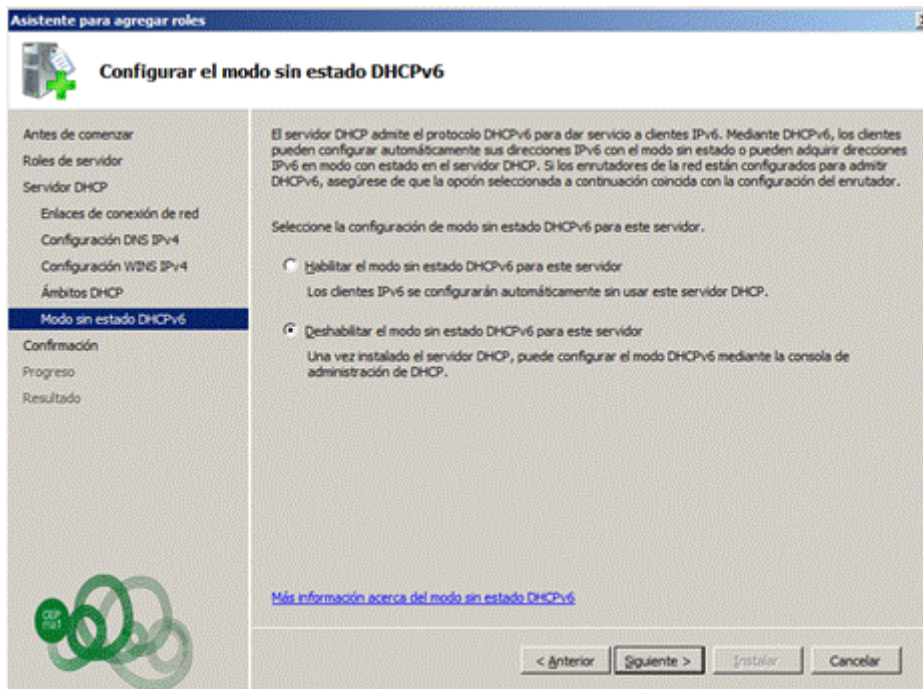 Asistente para agregar roles
Configurar el modo sin estado DHCPv6
Antes de comenzar
Roles de servidor
Servidor DHCP
Enlaces de conexión de red
Configuración DNS IPv4
Configuración WINS IPv4
Ámbitos DHCP
Modo sin estado DHCPv6
Confirmación
Progreso
Resultado
El servidor DHCP admite el protocolo DHCPv6 para dar servicio a clientes IPv6. Mediante DHCPv6, los clientes
pueden configurar automáticamente sus direcciones IPv6 con el modo sin estado o pueden adquirir direcciones
IPv6 en modo con estado en el servidor DHCP. Si los enrutadores de la red están configurados para admitir
DHCPv6, asegúrese de que la opción seleccionada a continuación coincida con la configuración del enrutador.
Seleccione la configuración de modo sin estado DHCPv6 para este servidor.
Habilitar el modo sin estado DHCPv6 para este servidor
Los clientes IPv6 se configurarán automáticamente sin usar este servidor DHCP.
Deshabilitar el modo sin estado DHCPv6 para este servidor
Una vez instalado el servidor DHCP, puede configurar el modo DHCPv6 mediante la consola de
administración de DHCP.
Más información acerca del modo sin estado DHCPv6
< Anterior
Siguiente >
Instalar
Cancelar